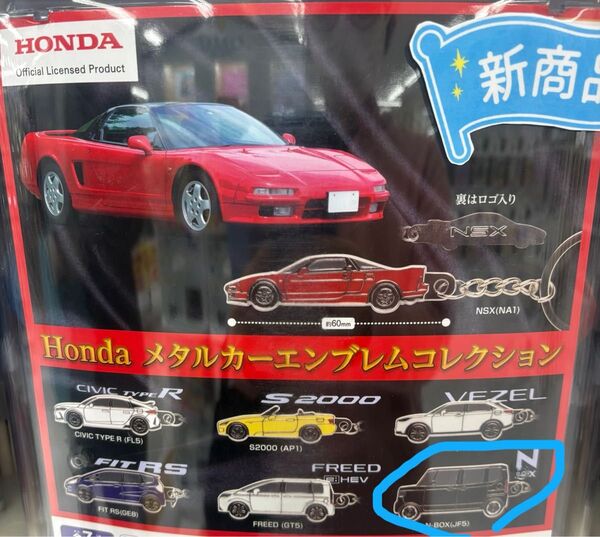 HONDA
Official Licensed Product
新商品
裏はロゴ入り
NSX
NSX(NA1)
約60mm
Honda メタルカーエンブレムコレクション
CIVIC TYPE R
S2000
VEZEL
CIVIC TYPE R (FL5)
S2000 (AP1)
FIT RS
FREED
e:HEV
N
FIT RS(GE8)
FREED (GT5)
N-BOX(JF5)